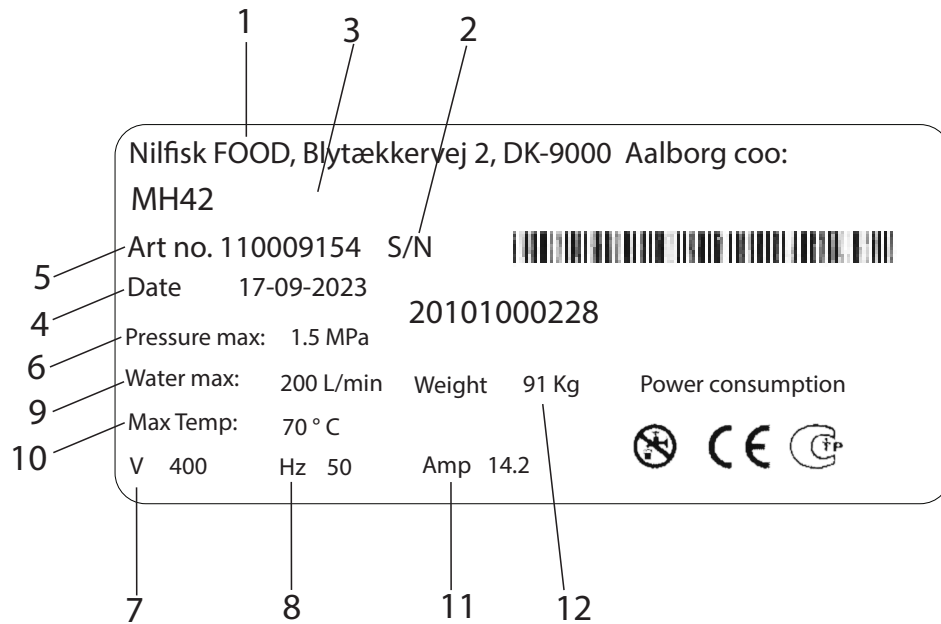 1
3
2
Nilfisk FOOD, Blytækkervej 2, DK-9000 Aalborg coo:
MH42
Art no. 110009154 S/N
5
Date 17-09-2023
4
20101000228
Pressure max: 1.5 MPa
6
Water max: 200 L/min Weight 91 Kg Power consumption
9
Max Temp: 70 ° C
10
V 400 Hz 50 Amp 14.2
CE
7
8
11
12